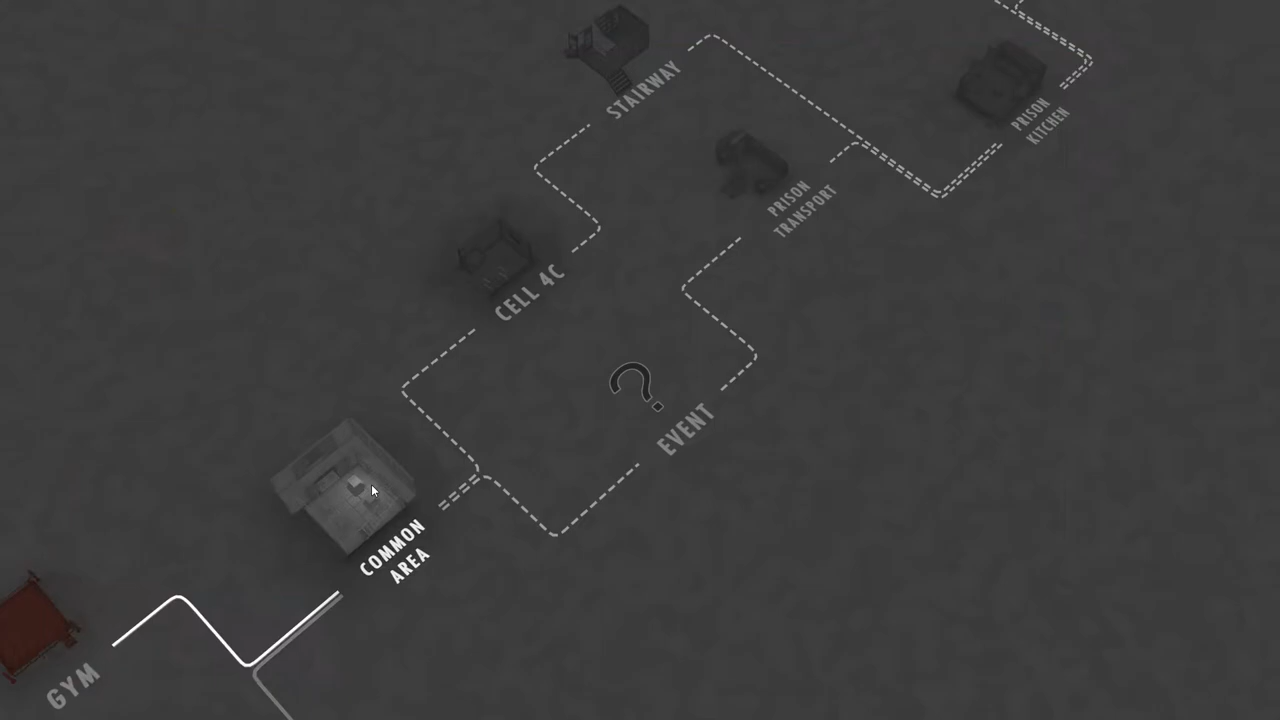 STAIRWAY
PRISON
KITCHEN
PRISON
TRANSPORT
CELL 4C
?
EVENT
COMMON
AREA
GYM